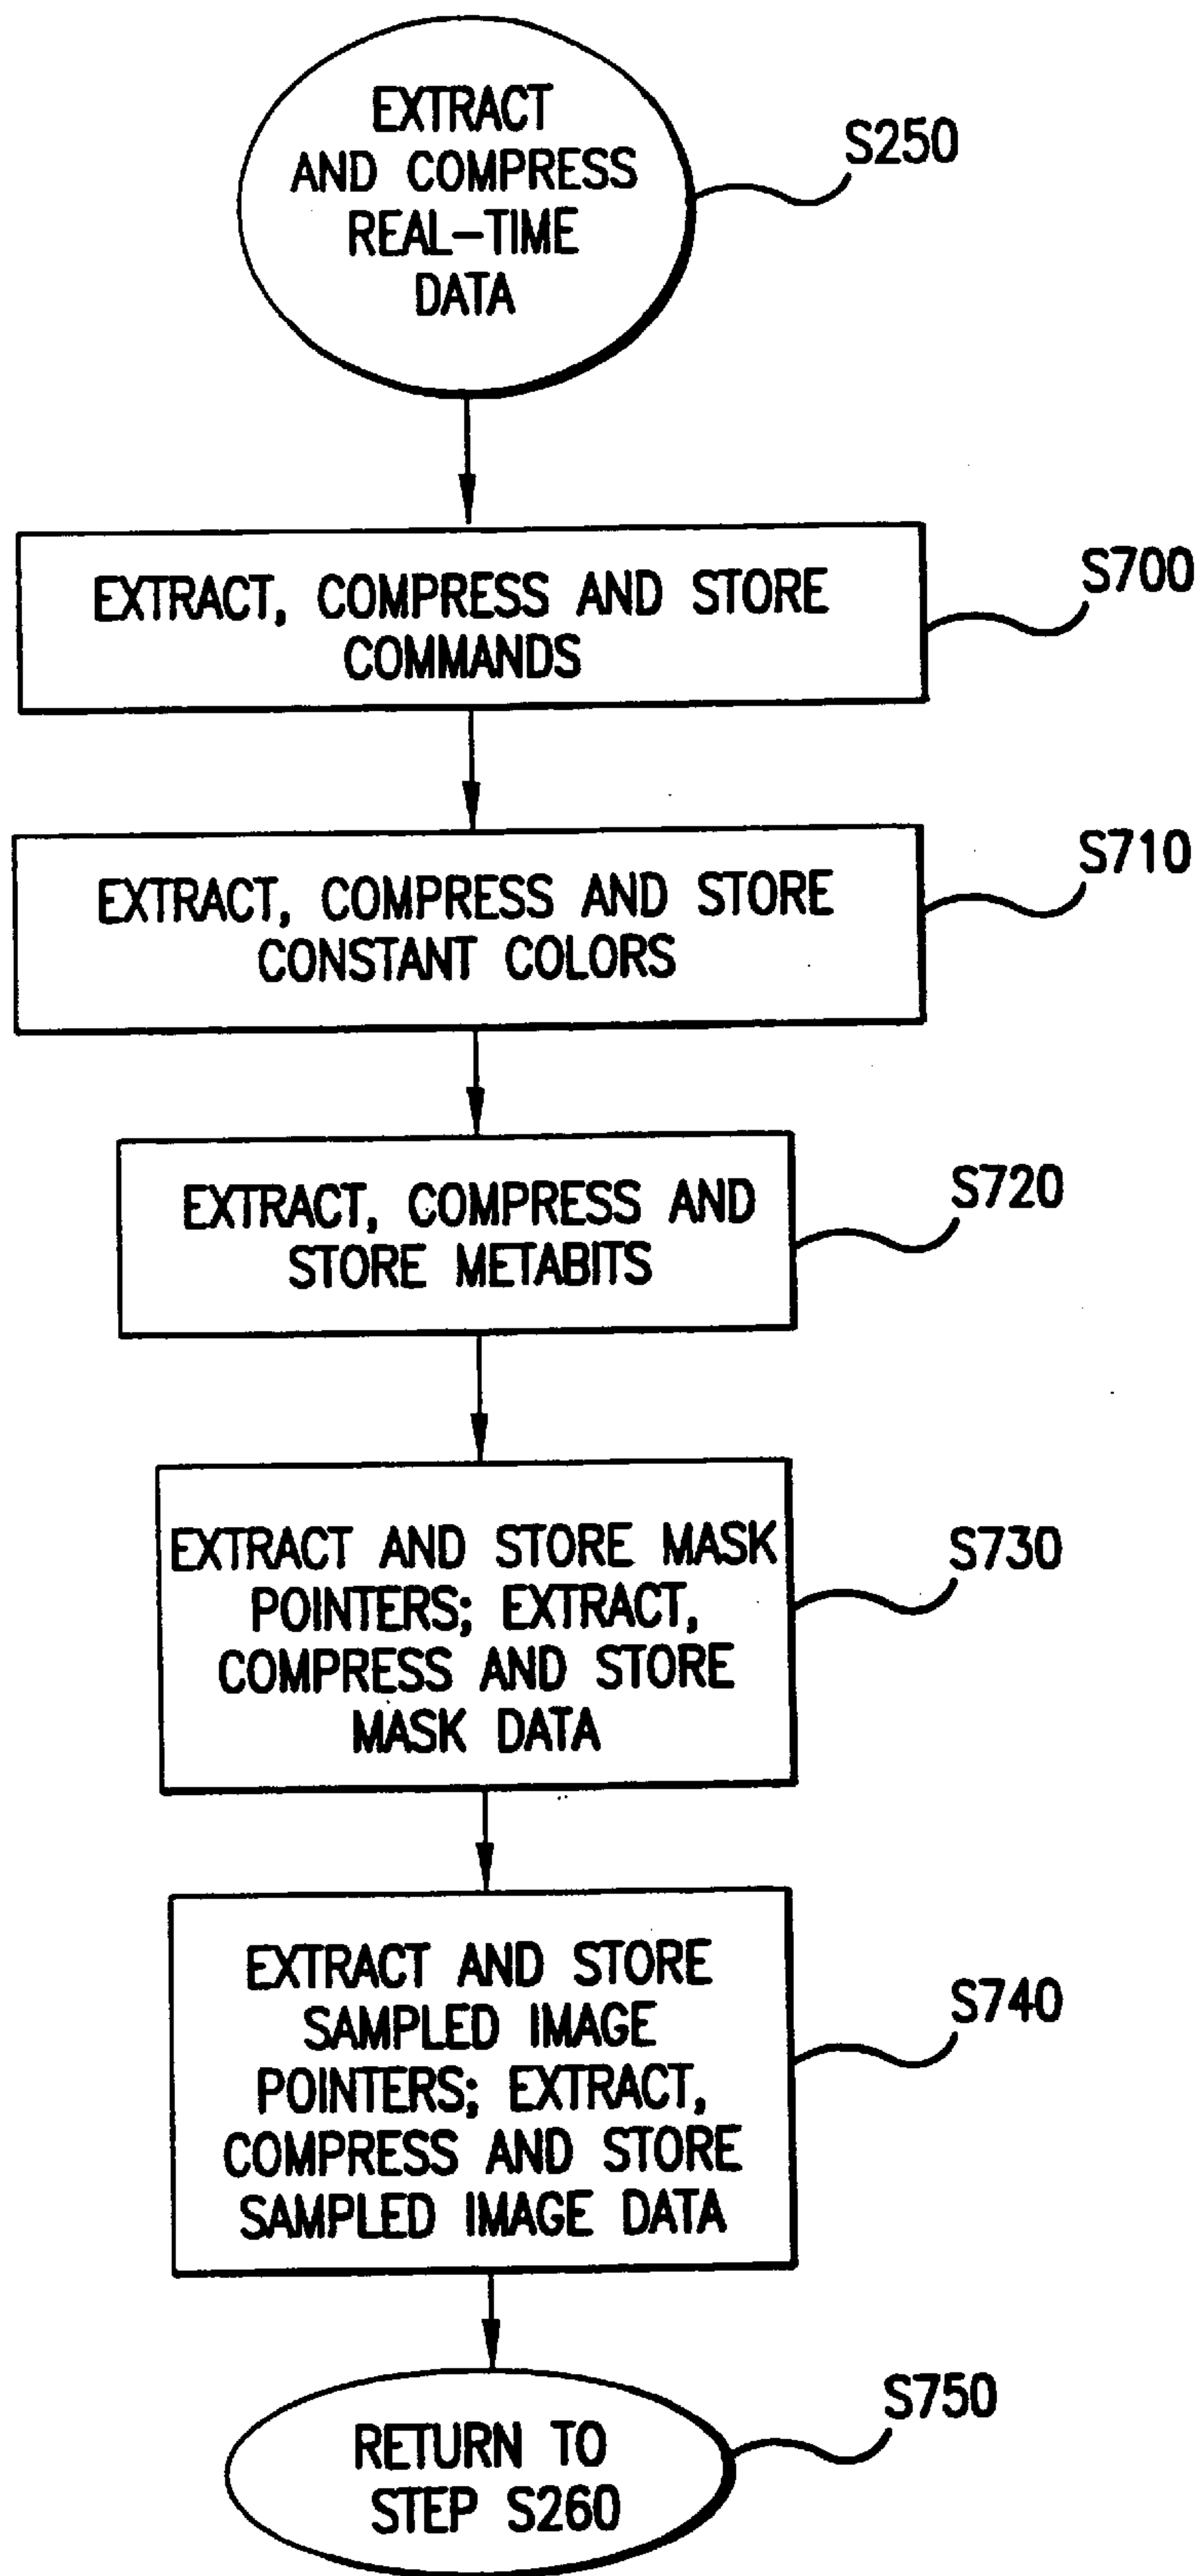 EXTRACT
AND COMPRESS
REAL-TIME
DATA
S250
EXTRACT, COMPRESS AND STORE
COMMANDS
S700
EXTRACT, COMPRESS AND STORE
CONSTANT COLORS
S710
EXTRACT, COMPRESS AND
STORE METABITS
S720
EXTRACT AND STORE MASK
POINTERS; EXTRACT,
COMPRESS AND STORE
MASK DATA
S730
EXTRACT AND STORE
SAMPLED IMAGE
POINTERS; EXTRACT,
COMPRESS AND STORE
SAMPLED IMAGE DATA
S740
RETURN TO
STEP S260
S750